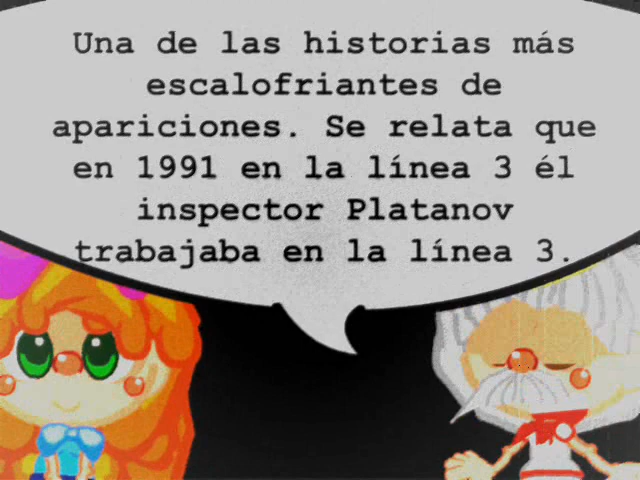 Una de las historias más
escalofriantes de
apariciones. Se relata que
en 1991 en la línea 3 él
inspector Platanov
trabajaba en la línea 3.